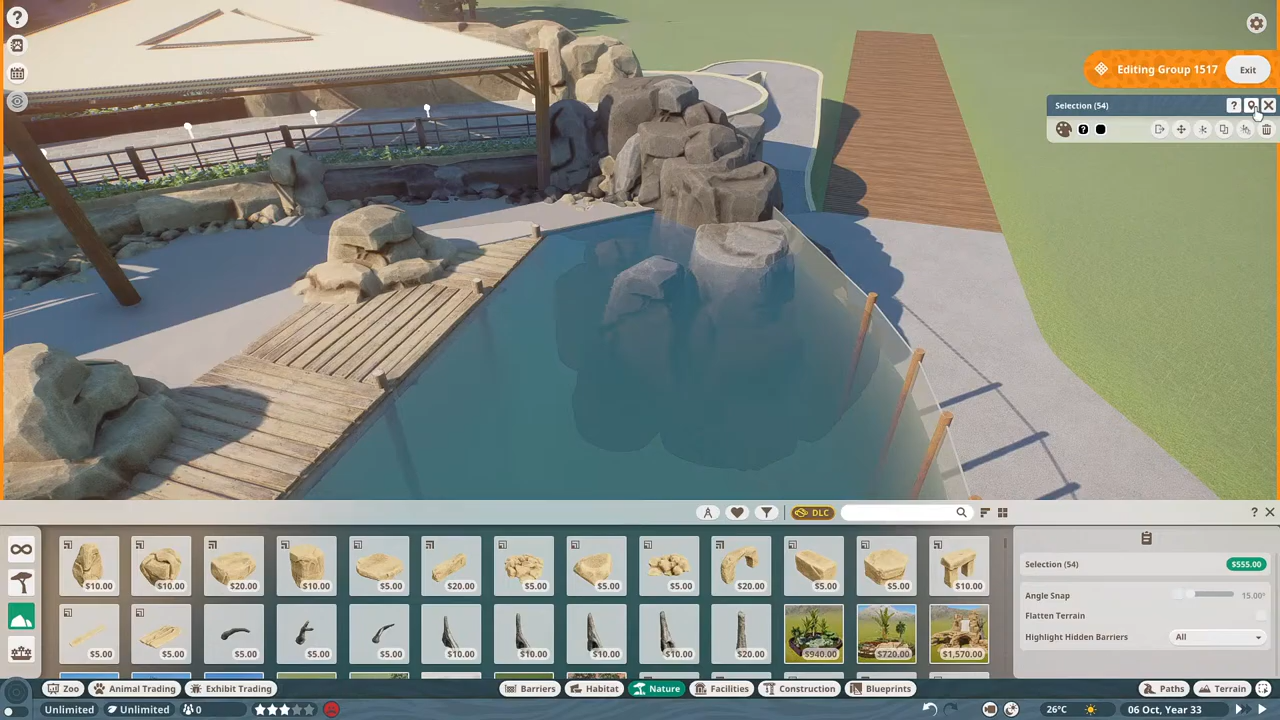 ?
Editing Group 1517 Exit
Selection (54) ?
?
DLC
?
$10.00 $10.00 $20.00 $10.00 $5.00 $20.00 $5.00 $5.00 $5.00 $20.00 $5.00 $5.00 $10.00
Selection (54) $555.00
Angle Snap 15.00°
Flatten Terrain
Highlight Hidden Barriers All
$5.00 $5.00 $5.00 $5.00 $5.00 $10.00 $10.00 $10.00 $10.00 $20.00 $940.00 $720.00 $1,570.00
Zoo Animal Trading Exhibit Trading Barriers Habitat Nature Facilities Construction Blueprints Paths Terrain
Unlimited Unlimited 0 26°C 06 Oct, Year 33